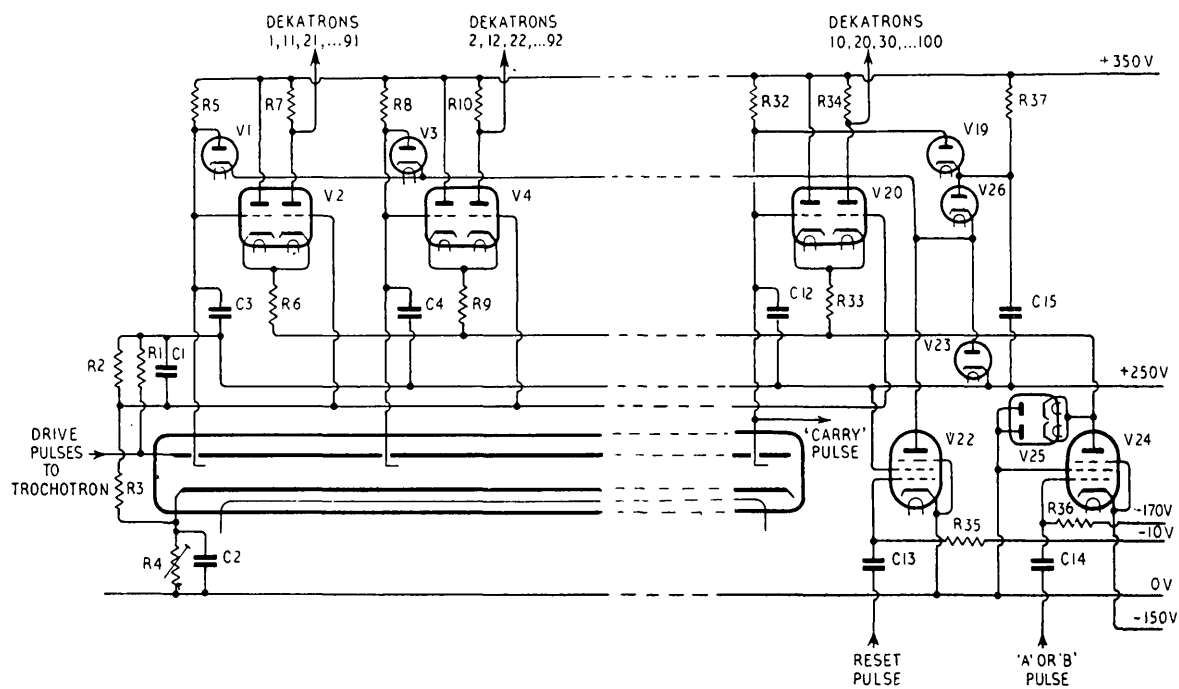 DEKATRONS
1,11,21,...91
DEKATRONS
2,12,22,...92
DEKATRONS
10,20,30,...100
+350V
R5
R7
R8
R10
R32
R34
R37
V1
V3
V19
V2
V4
V20
V26
C3
R6
C4
R9
C12
R33
C15
R2
R1
C1
V23
+250V
DRIVE
PULSES
TO
TROCHOTRON
'CARRY'
PULSE
V22
V25
V24
R3
R36
-170V
R35
-10V
R4
C2
C13
C14
0V
-150V
RESET
PULSE
'A' OR 'B'
PULSE